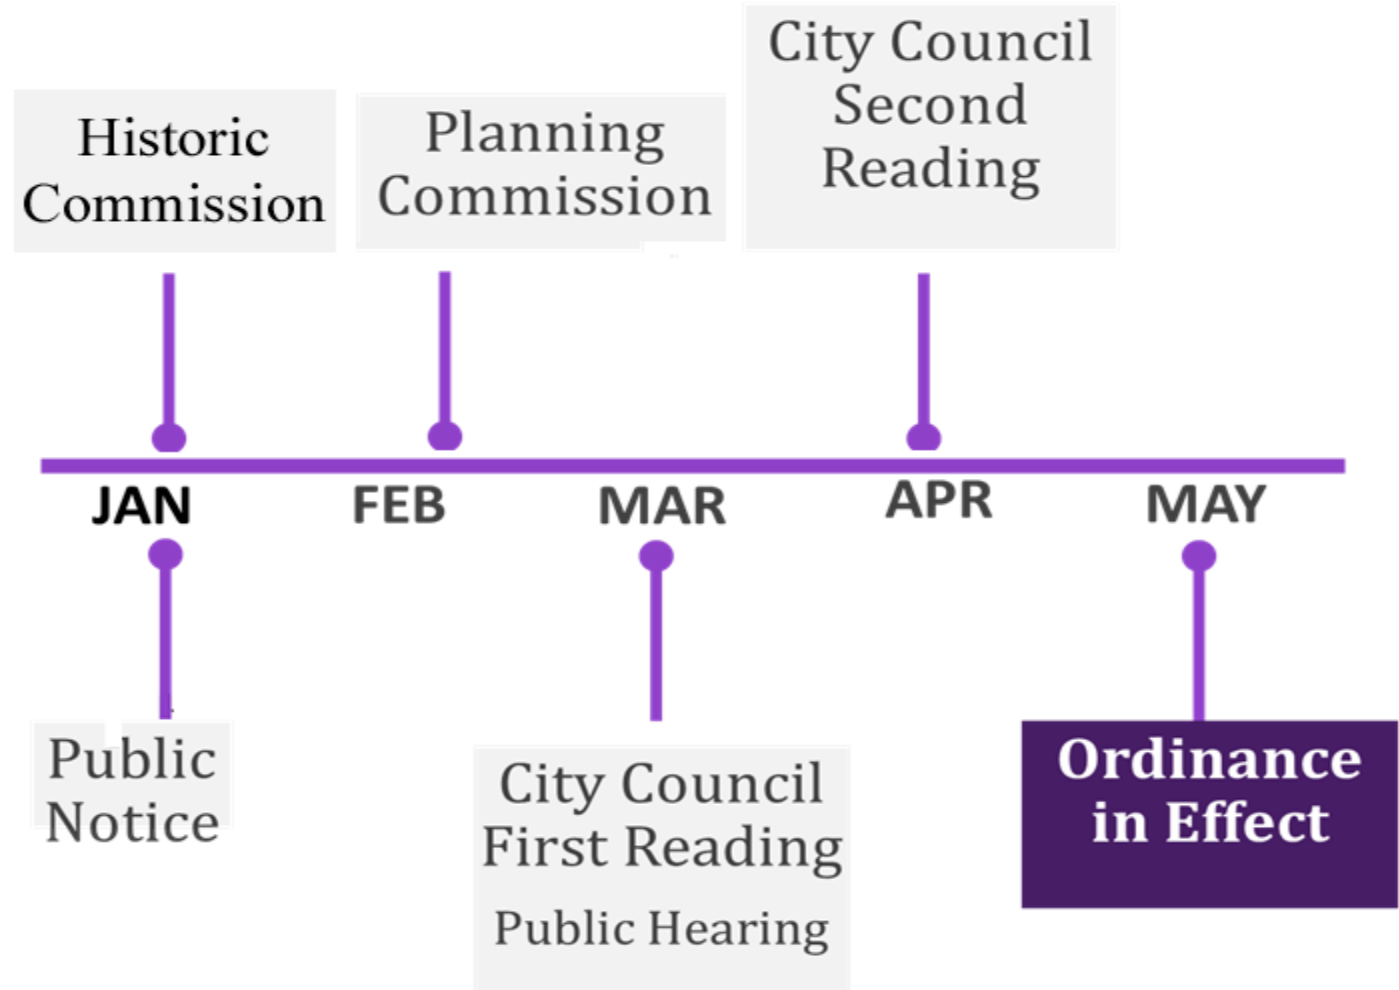 Historic
Commission
Planning
Commission
City Council
Second
Reading
JAN
FEB
MAR
APR
MAY
Public
Notice
City Council
First Reading
Public Hearing
Ordinance
in Effect